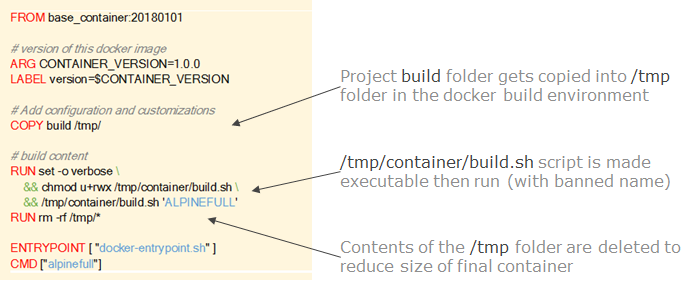 FROM base_container:20180101
# version of this docker image
ARG CONTAINER_VERSION=1.0.0
LABEL version=$CONTAINER_VERSION
# Add configuration and customizations
COPY build /tmp/
# build content
RUN set -o verbose \
&& chmod u+rwx /tmp/container/build.sh \
&& /tmp/container/build.sh 'ALPINEFULL'
RUN rm -rf /tmp/*
ENTRYPOINT [ "docker-entrypoint.sh" ]
CMD ["alpinefull"]
Project build folder gets copied into /tmp
folder in the docker build environment
/tmp/container/build.sh script is made
executable then run (with banned name)
Contents of the /tmp folder are deleted to
reduce size of final container